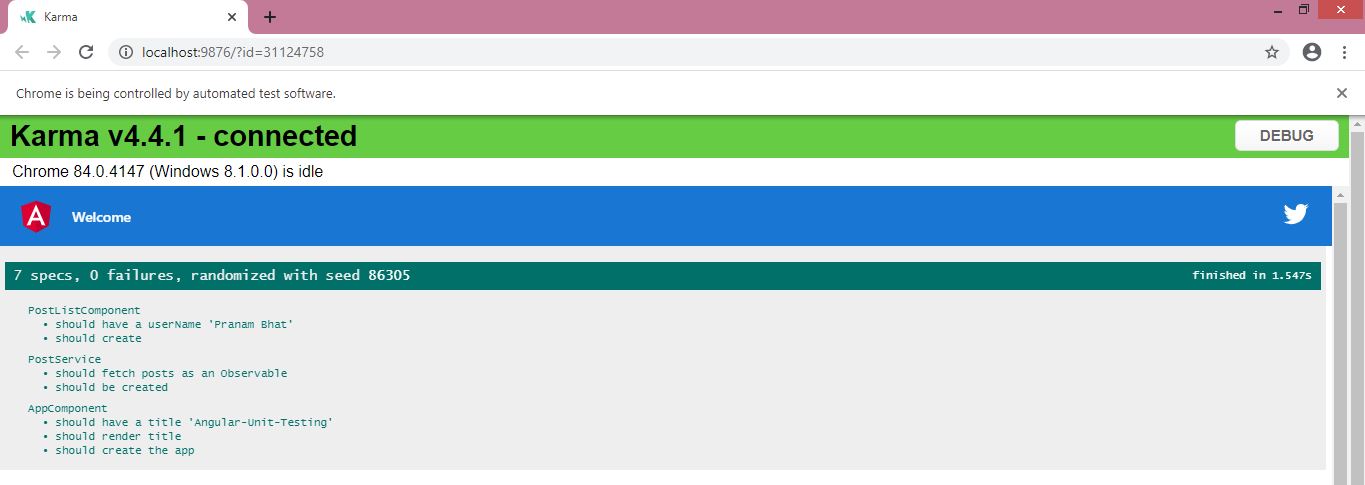 Karma
localhost:9876/?id=31124758
Chrome is being controlled by automated test software.
Karma v4.4.1 - connected
DEBUG
Chrome 84.0.4147 (Windows 8.1.0.0) is idle
Welcome
7 specs, 0 failures, randomized with seed 86305
finished in 1.547s
PostListComponent
• should have a userName 'Pranam Bhat'
• should create
PostService
• should fetch posts as an Observable
• should be created
AppComponent
• should have a title 'Angular-Unit-Testing'
• should render title
• should create the app